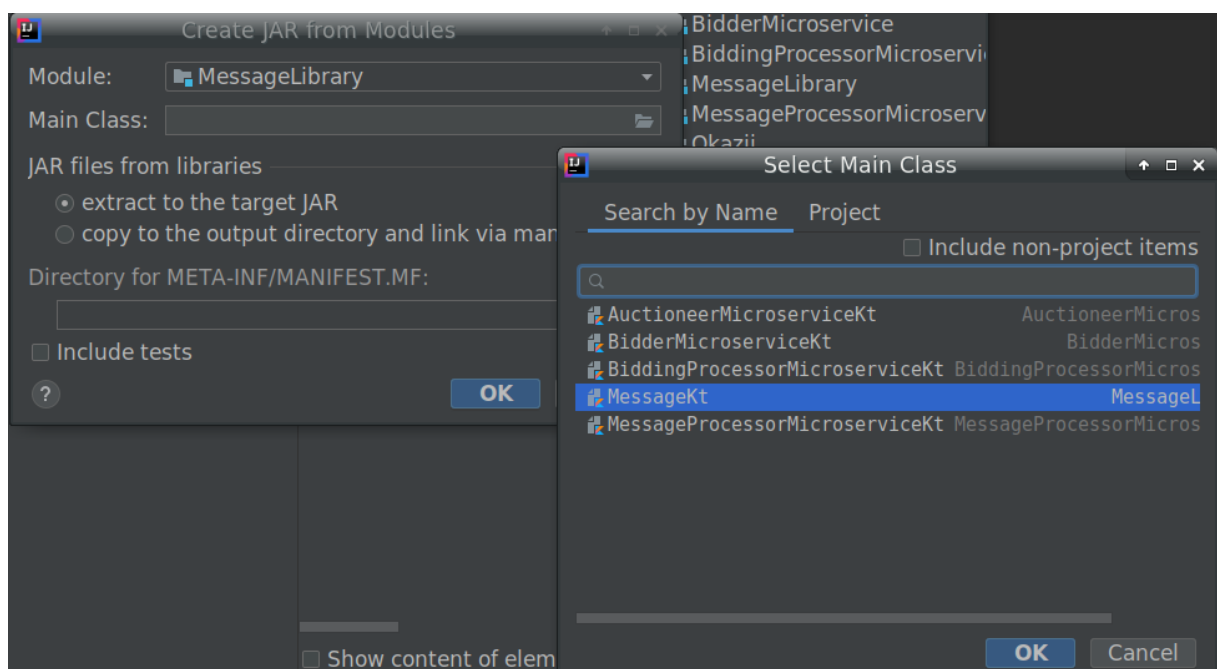 Create JAR from Modules
Module: MessageLibrary
Main Class:
JAR files from libraries
extract to the target JAR
copy to the output directory and link via man
Directory for META-INF/MANIFEST.MF:
Include tests
?
OK
BidderMicroservice
BiddingProcessorMicroservi
MessageLibrary
MessageProcessorMicroserv
Okazii
Select Main Class
Search by Name Project
Include non-project items
AuctioneerMicroserviceKt AuctioneerMicros
BidderMicroserviceKt BidderMicros
BiddingProcessorMicroserviceKt BiddingProcessorMicros
MessageKt MessageL
MessageProcessorMicroserviceKt MessageProcessorMicros
OK Cancel
Show content of elem